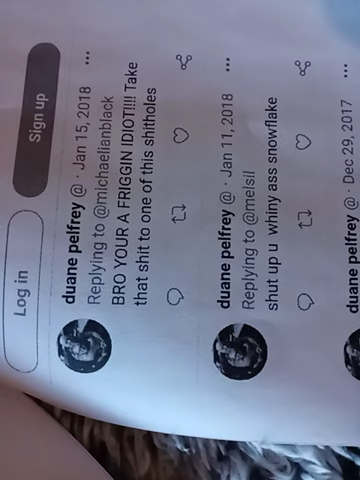 Log in Sign up
duane pelfrey @ · Jan 15, 2018 ...
Replying to @michaelianblack
BRO YOUR A FRIGGIN IDIOT!!!! Take
that shit to one of this shitholes
duane pelfrey @ · Jan 11, 2018 ...
Replying to @melsil
shut up u whiny ass snowflake
duane pelfrey @ · Dec 29, 2017 ...